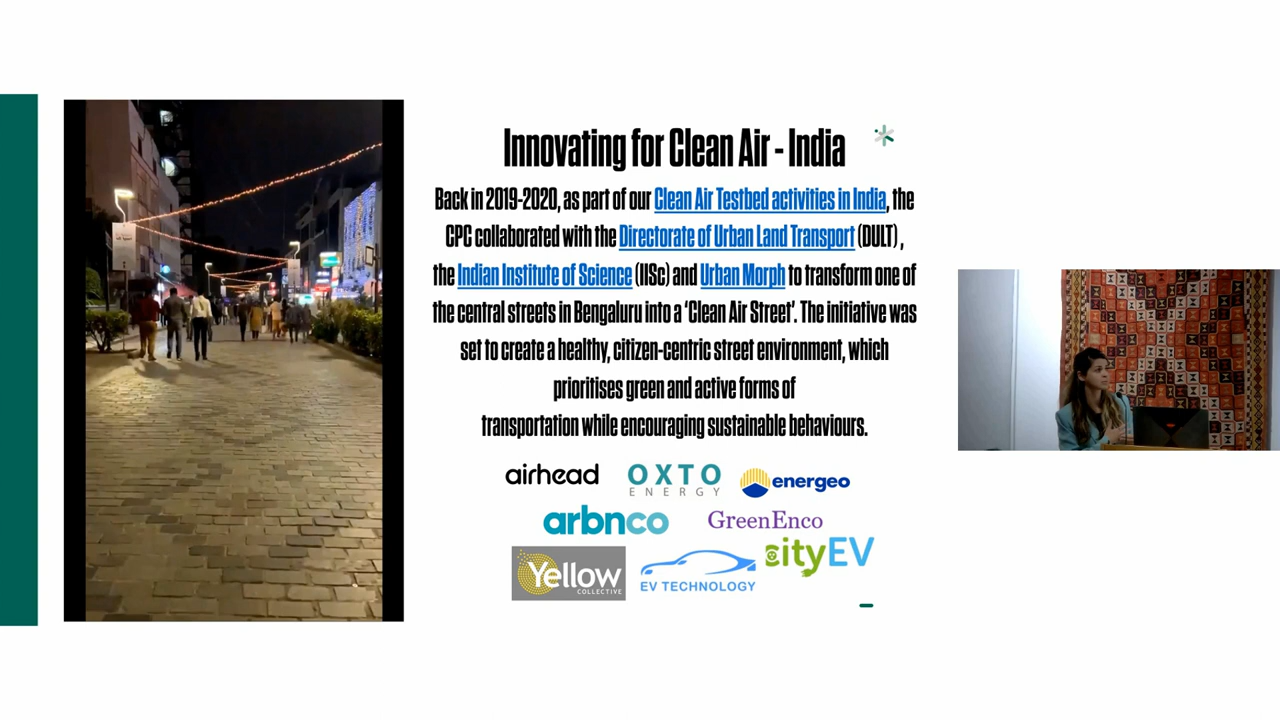 Innovating for Clean Air - India
Back in 2019-2020, as part of our Clean Air Testbed activities in India, the
CPC collaborated with the Directorate of Urban Land Transport (DULT) ,
the Indian Institute of Science (IISc) and Urban Morph to transform one of
the central streets in Bengaluru into a ‘Clean Air Street’. The initiative was
set to create a healthy, citizen-centric street environment, which
prioritises green and active forms of
transportation while encouraging sustainable behaviours.
airhead
OXTO
ENERGY
energeo
arbnco
GreenEnco
Yellow
COLLECTIVE
EV TECHNOLOGY
cityEV